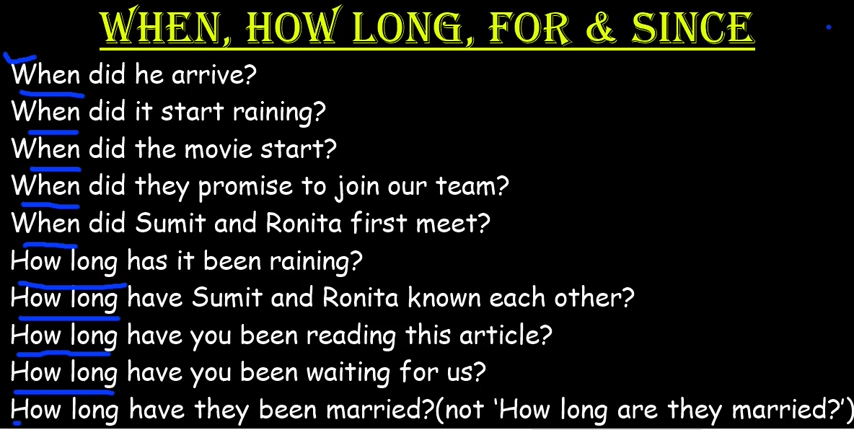 WHEN, HOW LONG, FOR & SINCE
When did he arrive?
When did it start raining?
When did the movie start?
When did they promise to join our team?
When did Sumit and Ronita first meet?
How long has it been raining?
How long have Sumit and Ronita known each other?
How long have you been reading this article?
How long have you been waiting for us?
How long have they been married?(not ‘How long are they married?’)